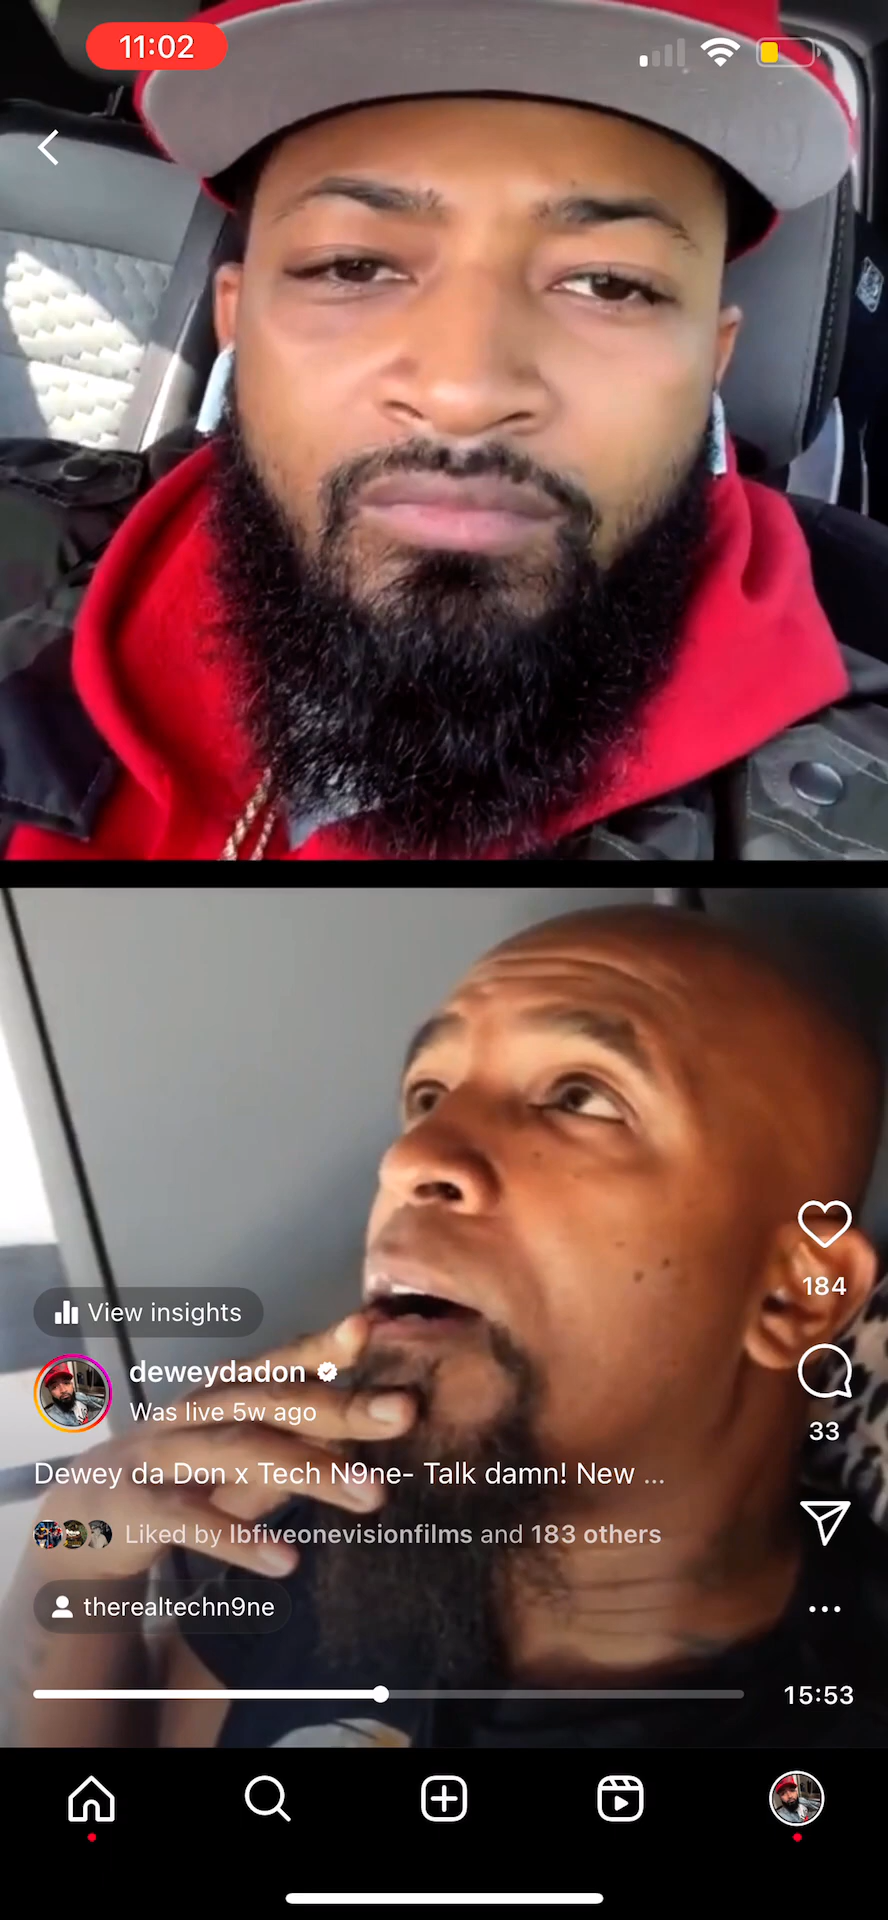 11:02
View insights
deweydadon
Was live 5w ago
Dewey da Don x Tech N9ne- Talk damn! New ...
Liked by lbfiveonevisionfilms and 183 others
therealtechn9ne
184
33
15:53